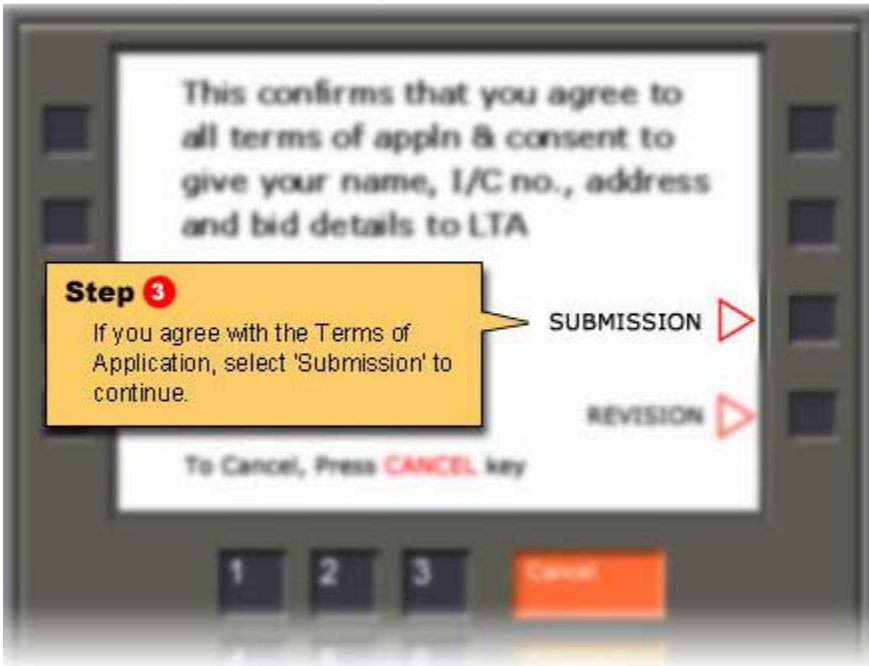 This confirms that you agree to
all terms of appln & consent to
give your name, I/C no., address
and bid details to LTA
Step 3
If you agree with the Terms of
Application, select 'Submission' to
continue.
SUBMISSION
REVISION
To Cancel, Press CANCEL key
1 2 3 Cancel